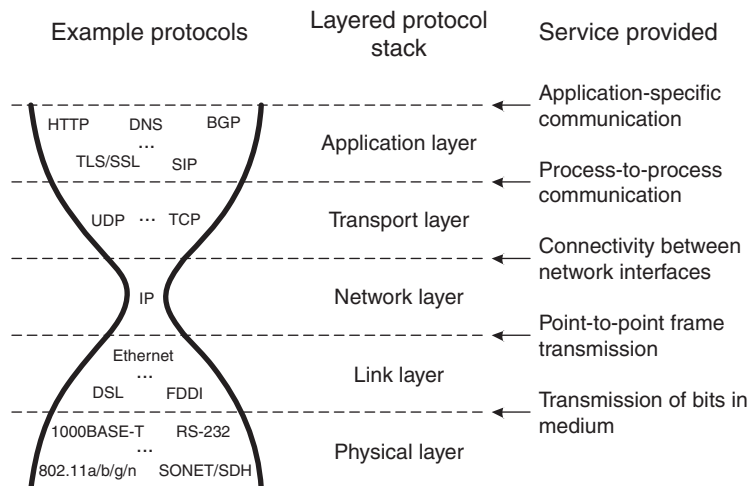 Example protocols
Layered protocol
stack
Service provided
Application-specific
communication
HTTP DNS BGP
...
TLS/SSL SIP
Application layer
Process-to-process
communication
UDP ... TCP
Transport layer
Connectivity between
network interfaces
IP
Network layer
Point-to-point frame
transmission
Ethernet
...
DSL FDDI
Link layer
Transmission of bits in
medium
1000BASE-T RS-232
...
802.11a/b/g/n SONET/SDH
Physical layer